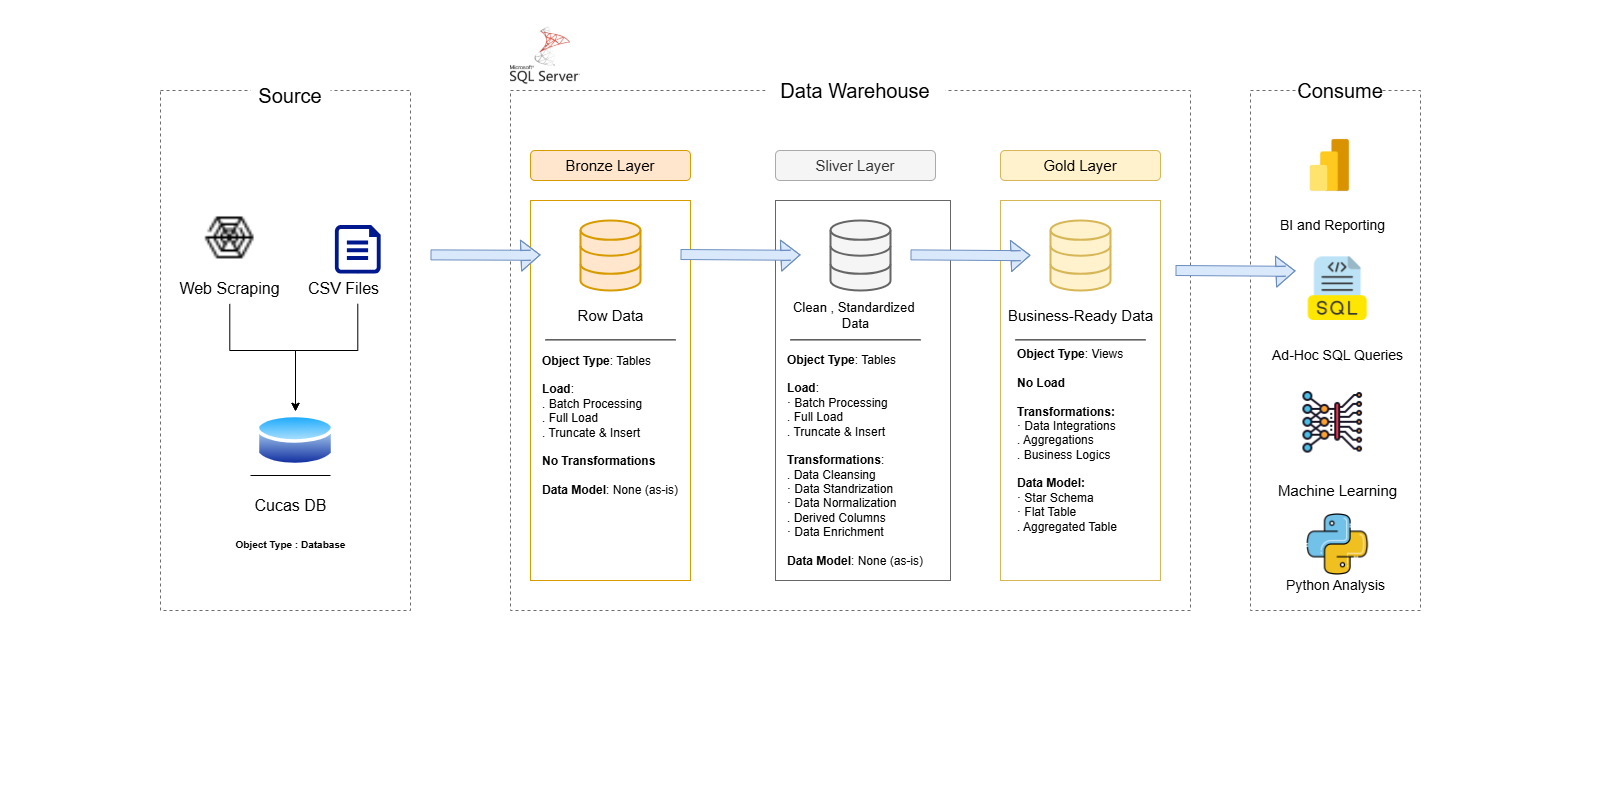 Microsoft
SQL Server
Source
Data Warehouse
Consume
Bronze Layer
Sliver Layer
Gold Layer
Web Scraping
CSV Files
Cucas DB
Object Type : Database
Row Data
Object Type: Tables
Load:
. Batch Processing
. Full Load
. Truncate & Insert
No Transformations
Data Model: None (as-is)
Clean , Standardized
Data
Object Type: Tables
Load:
· Batch Processing
. Full Load
. Truncate & Insert
Transformations:
. Data Cleansing
· Data Standrization
· Data Normalization
. Derived Columns
· Data Enrichment
Data Model: None (as-is)
Business-Ready Data
Object Type: Views
No Load
Transformations:
· Data Integrations
. Aggregations
. Business Logics
Data Model:
· Star Schema
· Flat Table
. Aggregated Table
BI and Reporting
</>
SQL
Ad-Hoc SQL Queries
Machine Learning
Python Analysis